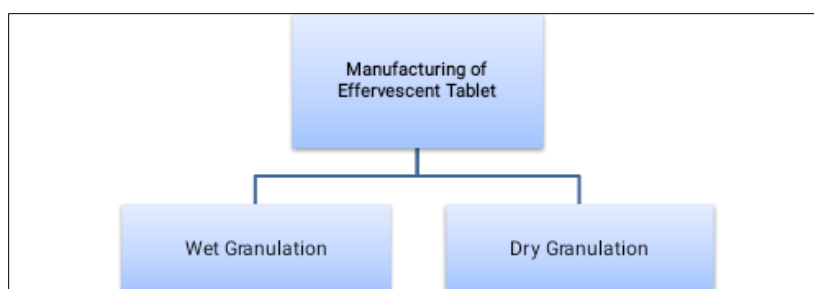 Manufacturing of
Effervescent Tablet
Wet Granulation
Dry Granulation